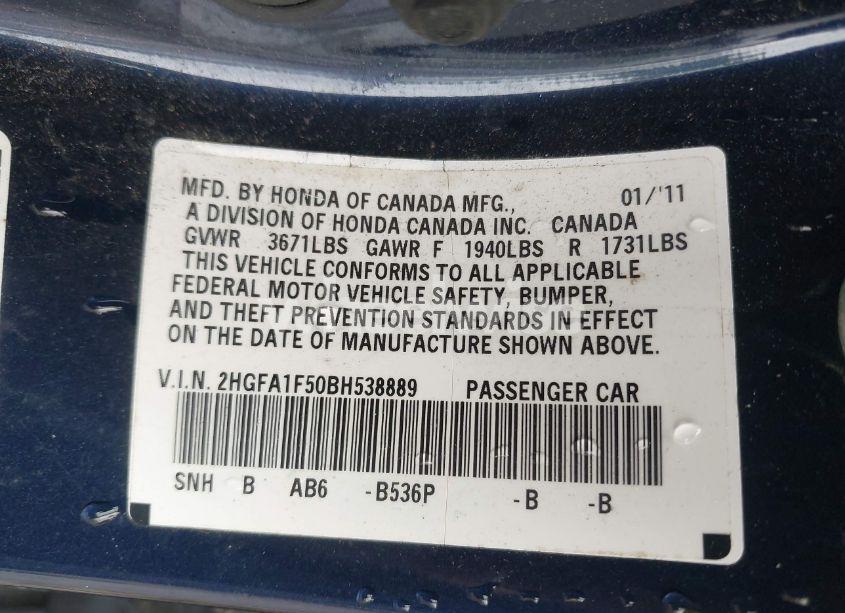 MFD. BY HONDA OF CANADA MFG., 01/'11
A DIVISION OF HONDA CANADA INC. CANADA
GVWR 3671LBS GAWR F 1940LBS R 1731LBS
THIS VEHICLE CONFORMS TO ALL APPLICABLE
FEDERAL MOTOR VEHICLE SAFETY, BUMPER,
AND THEFT PREVENTION STANDARDS IN EFFECT
ON THE DATE OF MANUFACTURE SHOWN ABOVE.
V.I.N. 2HGFA1F50BH538889 PASSENGER CAR
SNH B AB6 -B536P -B -B